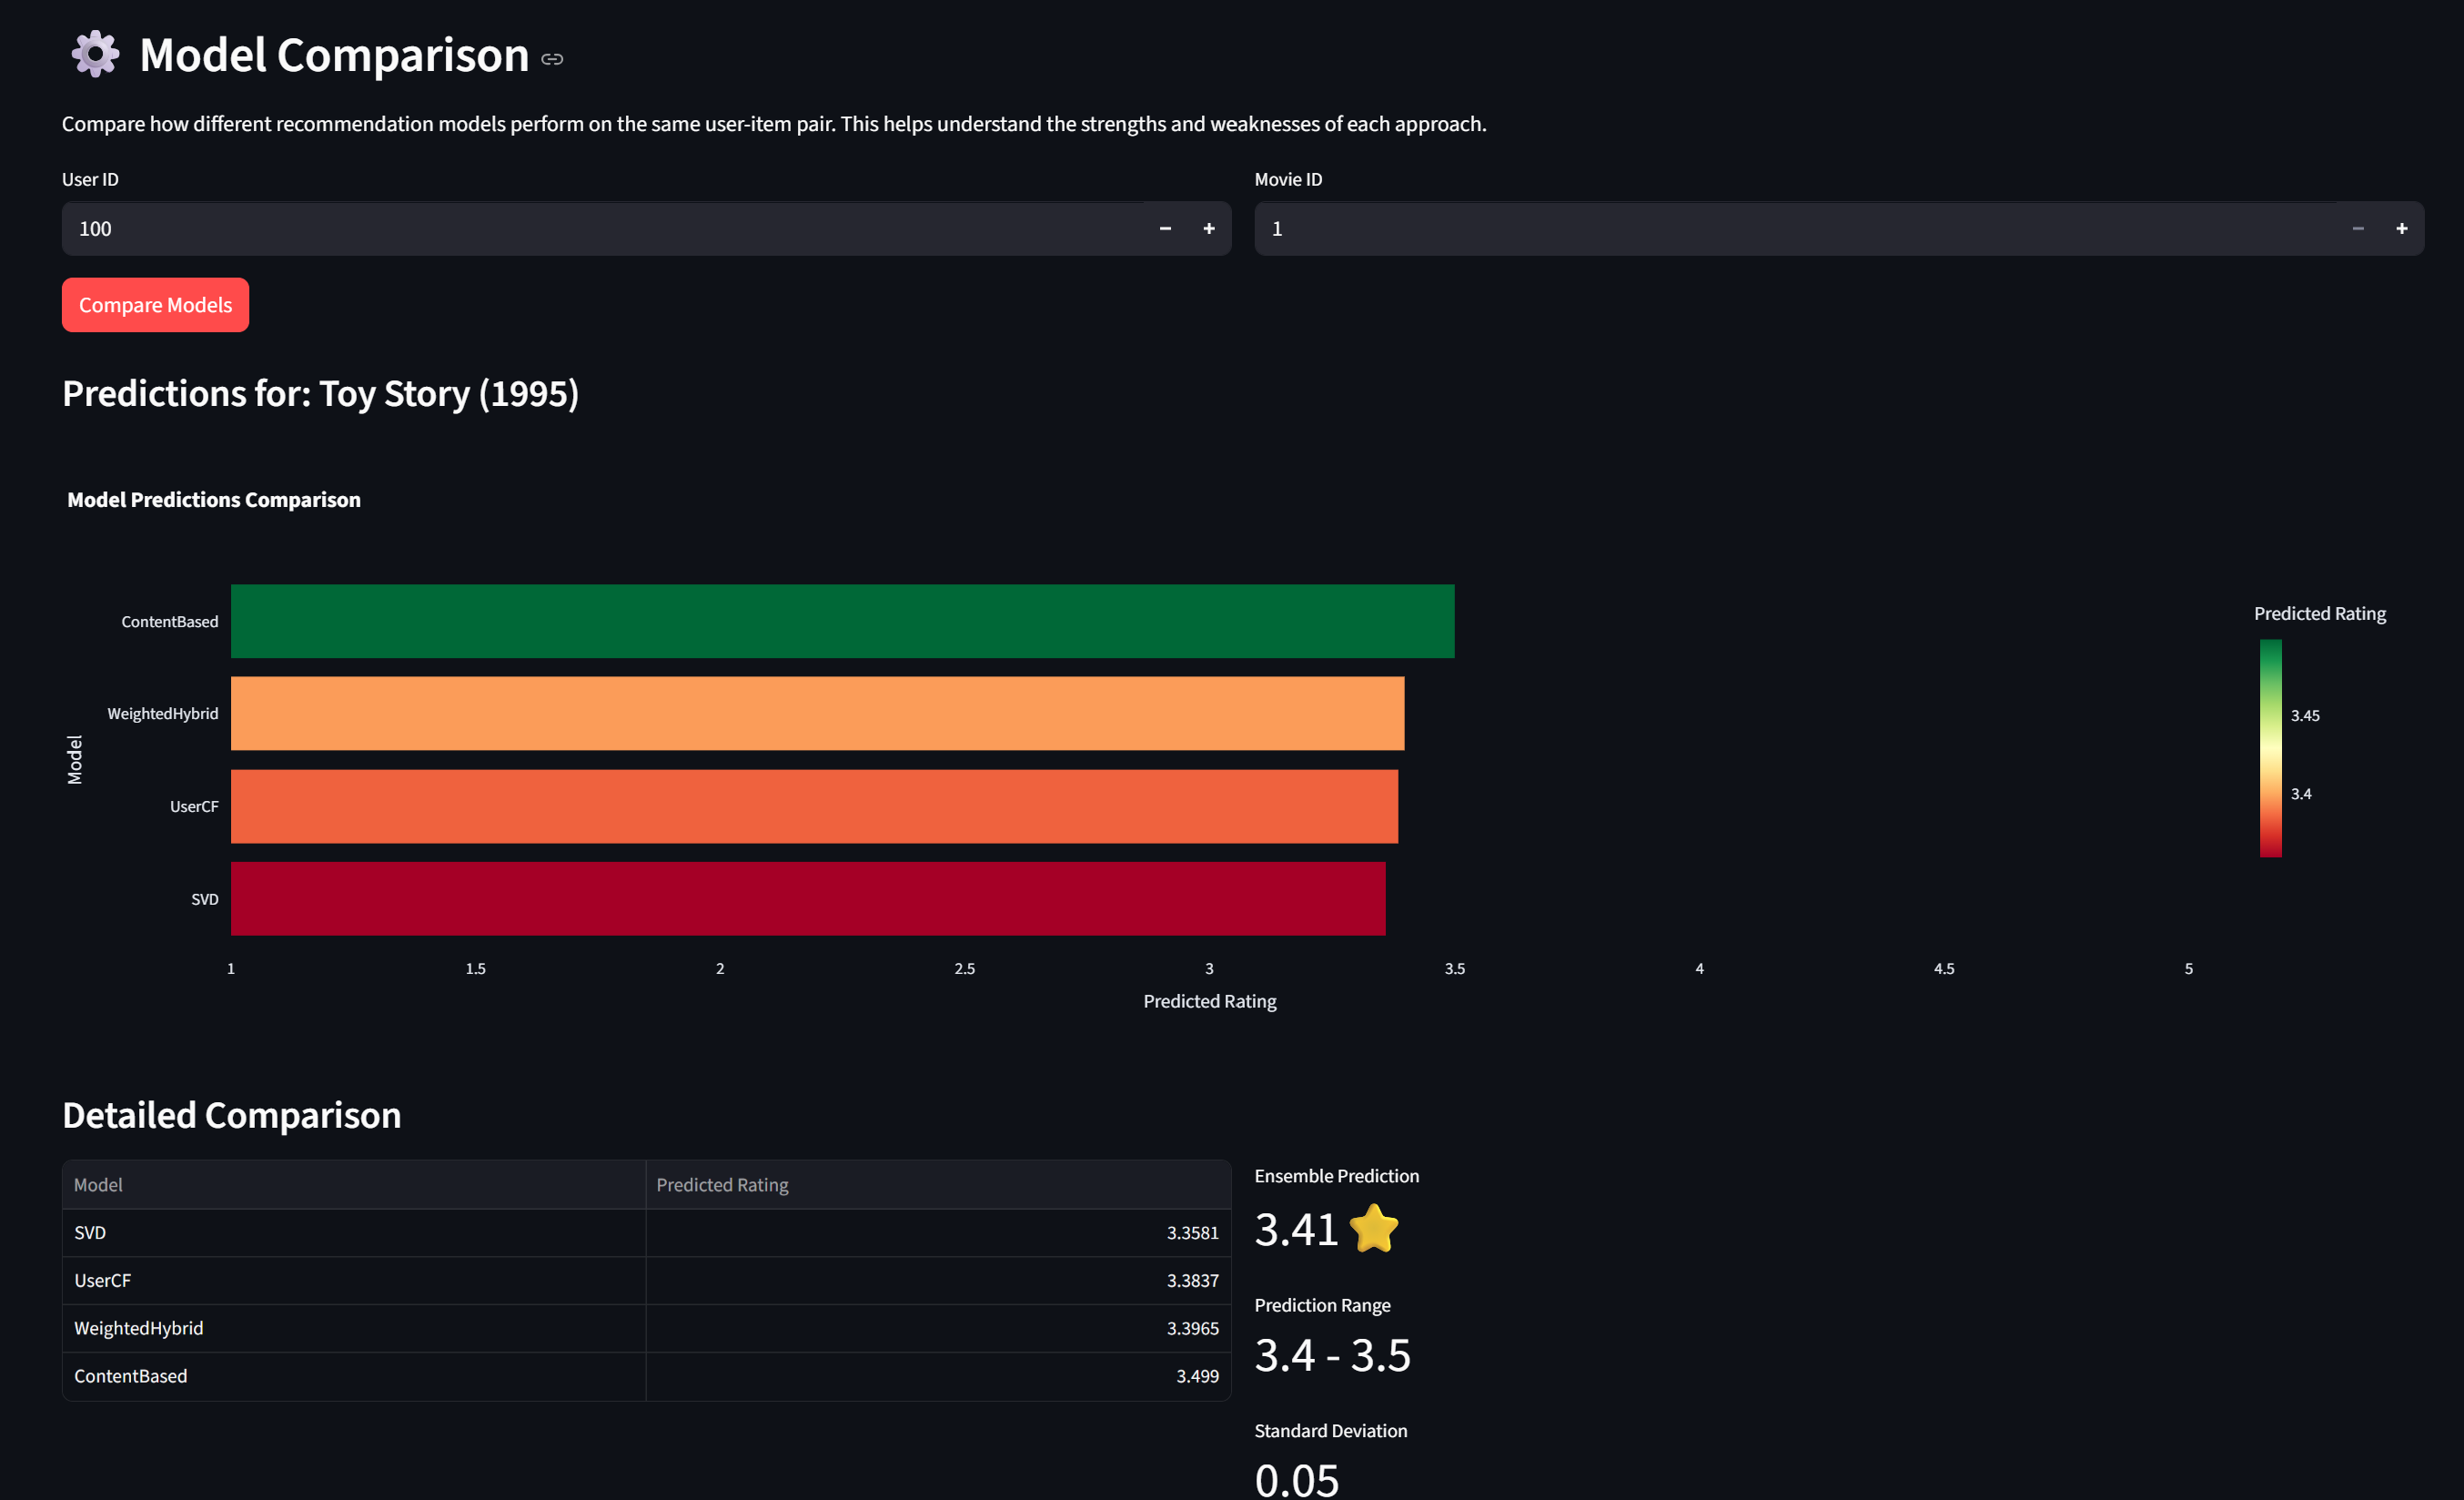 Model Comparison
Compare how different recommendation models perform on the same user-item pair. This helps understand the strengths and weaknesses of each approach.
User ID
Movie ID
100
1
Compare Models
Predictions for: Toy Story (1995)
Model Predictions Comparison
Model
ContentBased
WeightedHybrid
UserCF
SVD
1 1.5 2 2.5 3 3.5 4 4.5 5
Predicted Rating
Predicted Rating
3.45
3.4
Detailed Comparison
Model Predicted Rating
SVD 3.3581
UserCF 3.3837
WeightedHybrid 3.3965
ContentBased 3.499
Ensemble Prediction
3.41
Prediction Range
3.4 - 3.5
Standard Deviation
0.05